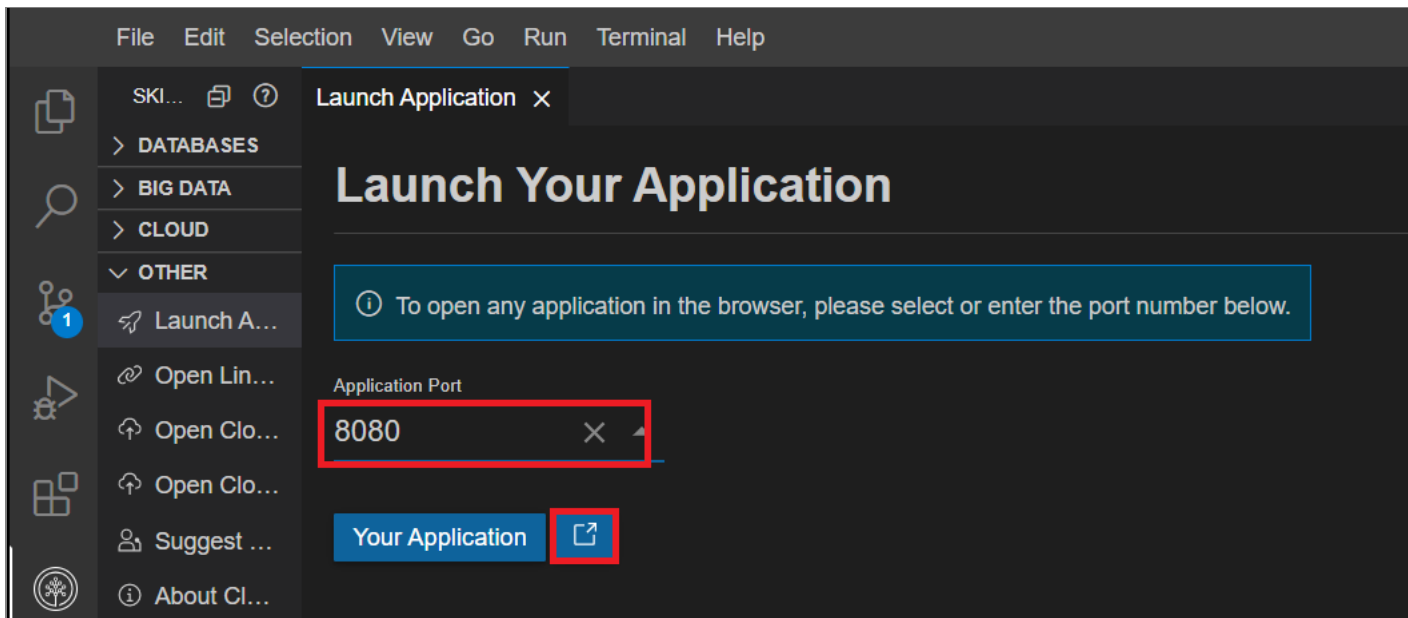 File Edit Selection View Go Run Terminal Help
SKI...
Launch Application
DATABASES
BIG DATA
CLOUD
OTHER
Launch A...
Open Lin...
Open Clo...
Open Clo...
Suggest ...
About Cl...
1
Launch Your Application
To open any application in the browser, please select or enter the port number below.
Application Port
8080
Your Application